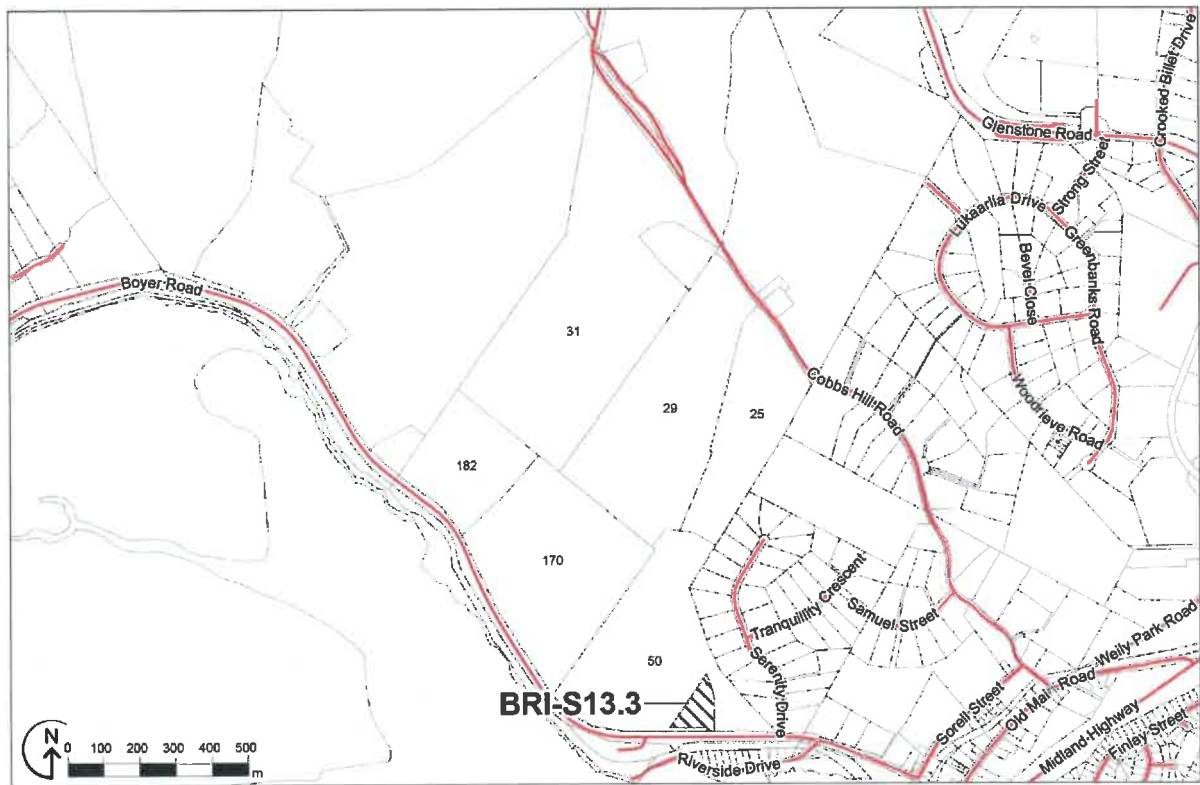 Crooked Billet Drive
Glenstone Road
Strong Street
Lukaarlia Drive
Greenbanks Road
Bevel Close
Boyer Road
31
Cobbs Hill Road
29
25
Woodrieve Road
182
170
Tranquility Crescent
Samuel Street
Weily Park Road
50
Serenity Drive
BRI-S13.3
Sorell Street
Old Main Road
Midland Highway
Finley Street
Riverside Drive
N
0 100 200 300 400 500
m